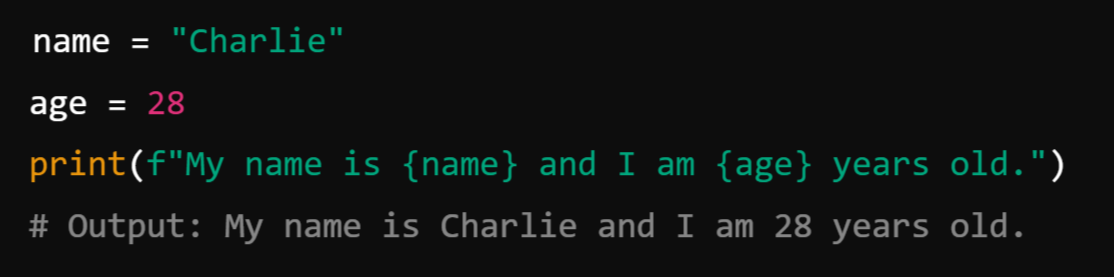 name = "Charlie"
age = 28
print(f"My name is {name} and I am {age} years old.")
# Output: My name is Charlie and I am 28 years old.